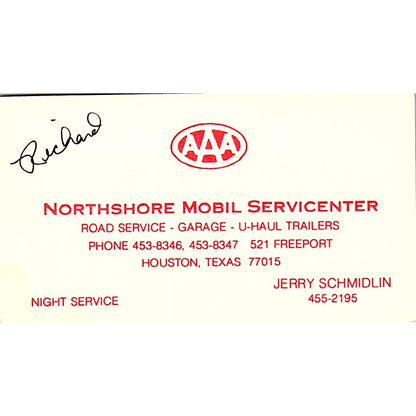 Richard
AAA
NORTHSHORE MOBIL SERVICENTER
ROAD SERVICE - GARAGE - U-HAUL TRAILERS
PHONE 453-8346, 453-8347 521 FREEPORT
HOUSTON, TEXAS 77015
JERRY SCHMIDLIN
NIGHT SERVICE 455-2195